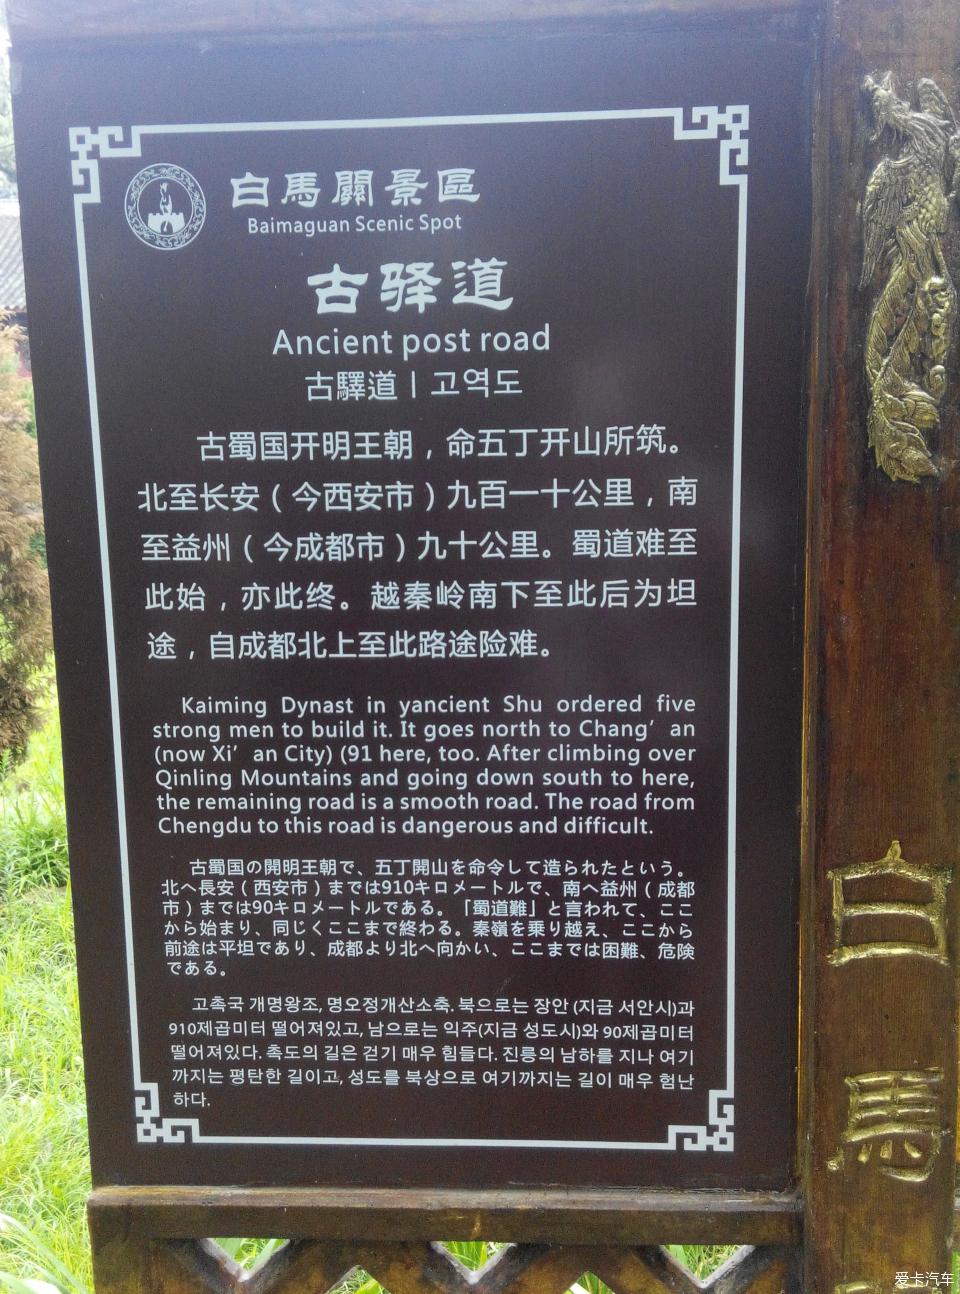 白馬關景區
Baimaguan Scenic Spot
古驿道
Ancient post road
古驛道 | 고역도
古蜀国开明王朝，命五丁开山所筑。
北至长安（今西安市）九百一十公里，南
至益州（今成都市）九十公里。蜀道难至
此始，亦此终。越秦岭南下至此后为坦
途，自成都北上至此路途险难。
Kaiming Dynast in yancient Shu ordered five
strong men to build it. It goes north to Chang’an
(now Xi’an City) (91 here, too. After climbing over
Qinling Mountains and going down south to here,
the remaining road is a smooth road. The road from
Chengdu to this road is dangerous and difficult.
古蜀国の開明王朝で、五丁開山を命令して造られたという。
北へ長安（西安市）までは910キロメートルで、南へ益州（成都
市）までは90キロメートルである。「蜀道難」と言われて、ここ
から始まり、同じくここまで終わる。秦嶺を乗り越え、ここから
前途は平坦であり、成都より北へ向かい、ここまでは困難、危険
である。
고촉국 개명왕조, 명오정개산소축. 북으로는 장안 (지금 서안시)과
910제곱미터 떨어져있고, 남으로는 익주(지금 성도시)와 90제곱미터
떨어져있다. 촉도의 길은 걷기 매우 힘들다. 진릉의 남하를 지나 여기
까지는 평탄한 길이고, 성도를 북상으로 여기까지는 길이 매우 험난
하다.
白
馬
爱卡汽车